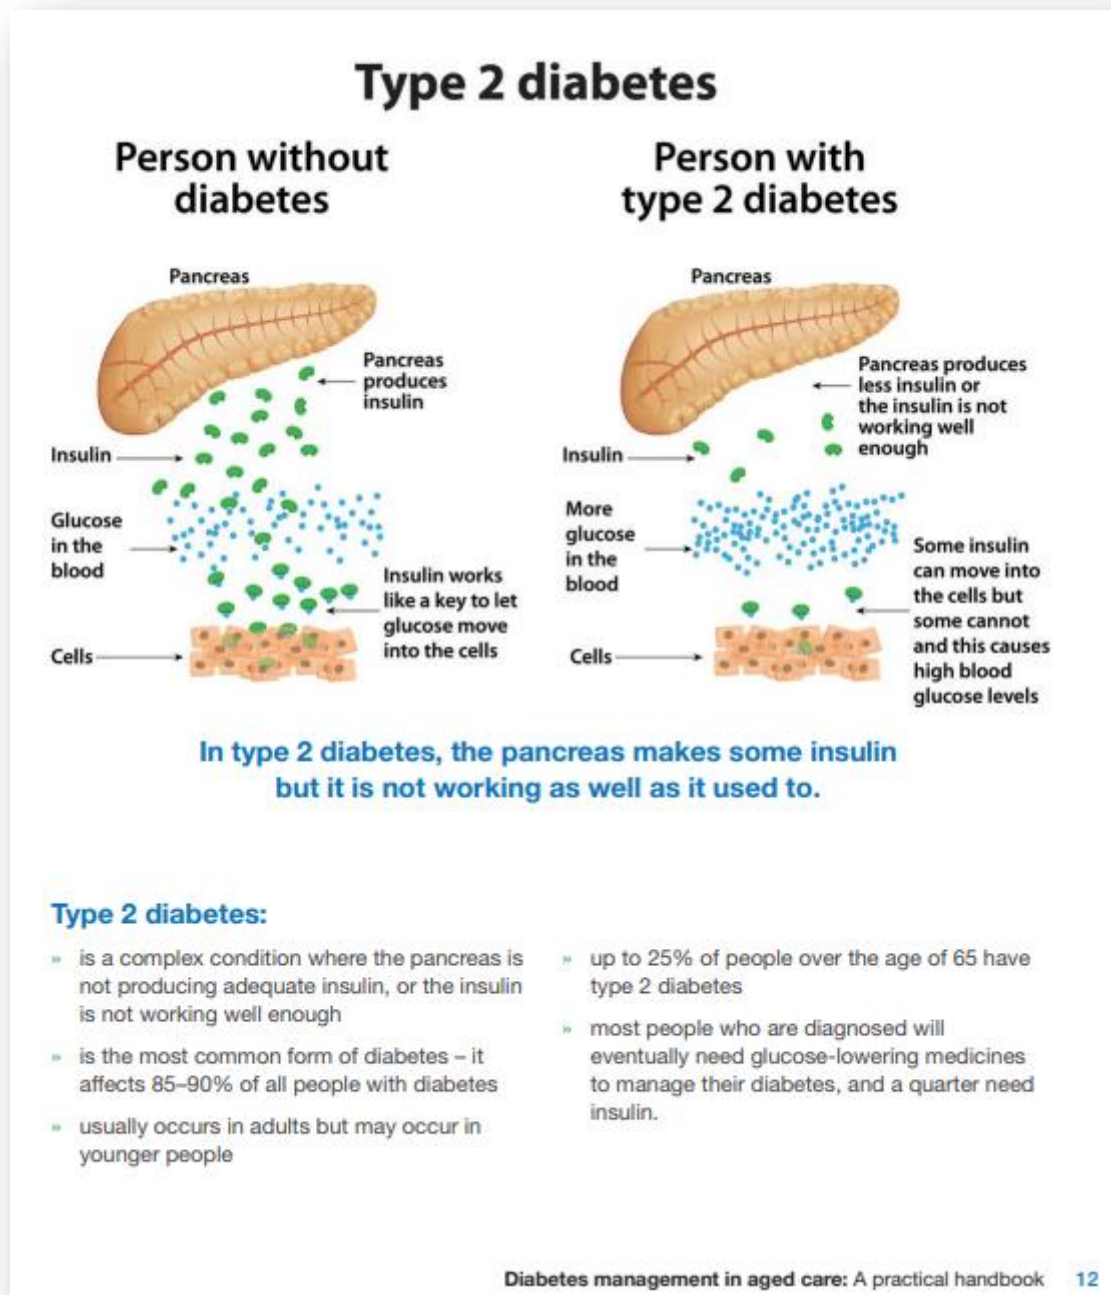 Type 2 diabetes
Person without
diabetes
Pancreas
Pancreas
produces
insulin
Insulin
Glucose
in the
blood
Insulin works
like a key to let
glucose move
into the cells
Cells
Person with
type 2 diabetes
Pancreas
Pancreas produces
less insulin or
the insulin is not
working well
enough
Insulin
More
glucose
in the
blood
Some insulin
can move into
the cells but
some cannot
and this causes
high blood
glucose levels
Cells
In type 2 diabetes, the pancreas makes some insulin
but it is not working as well as it used to.
Type 2 diabetes:
» is a complex condition where the pancreas is
not producing adequate insulin, or the insulin
is not working well enough
» is the most common form of diabetes – it
affects 85–90% of all people with diabetes
» usually occurs in adults but may occur in
younger people
» up to 25% of people over the age of 65 have
type 2 diabetes
» most people who are diagnosed will
eventually need glucose-lowering medicines
to manage their diabetes, and a quarter need
insulin.
Diabetes management in aged care: A practical handbook 12